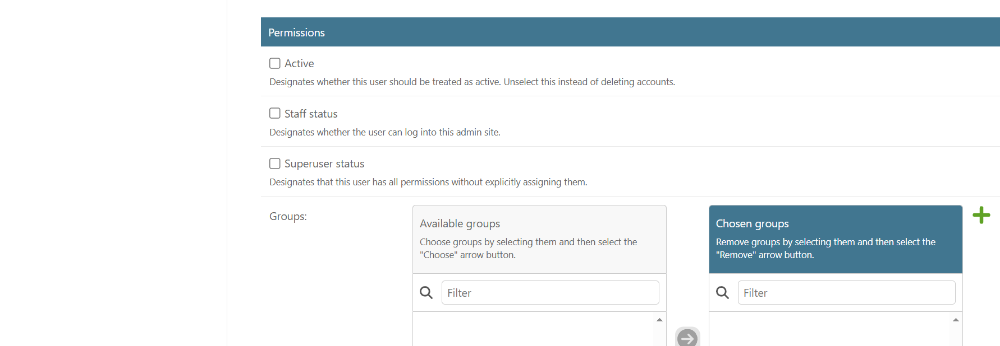 Permissions
Active
Designates whether this user should be treated as active. Unselect this instead of deleting accounts.
Staff status
Designates whether the user can log into this admin site.
Superuser status
Designates that this user has all permissions without explicitly assigning them.
Groups:
Available groups
Choose groups by selecting them and then select the
"Choose" arrow button.
Filter
Chosen groups
Remove groups by selecting them and then select the
"Remove" arrow button.
Filter